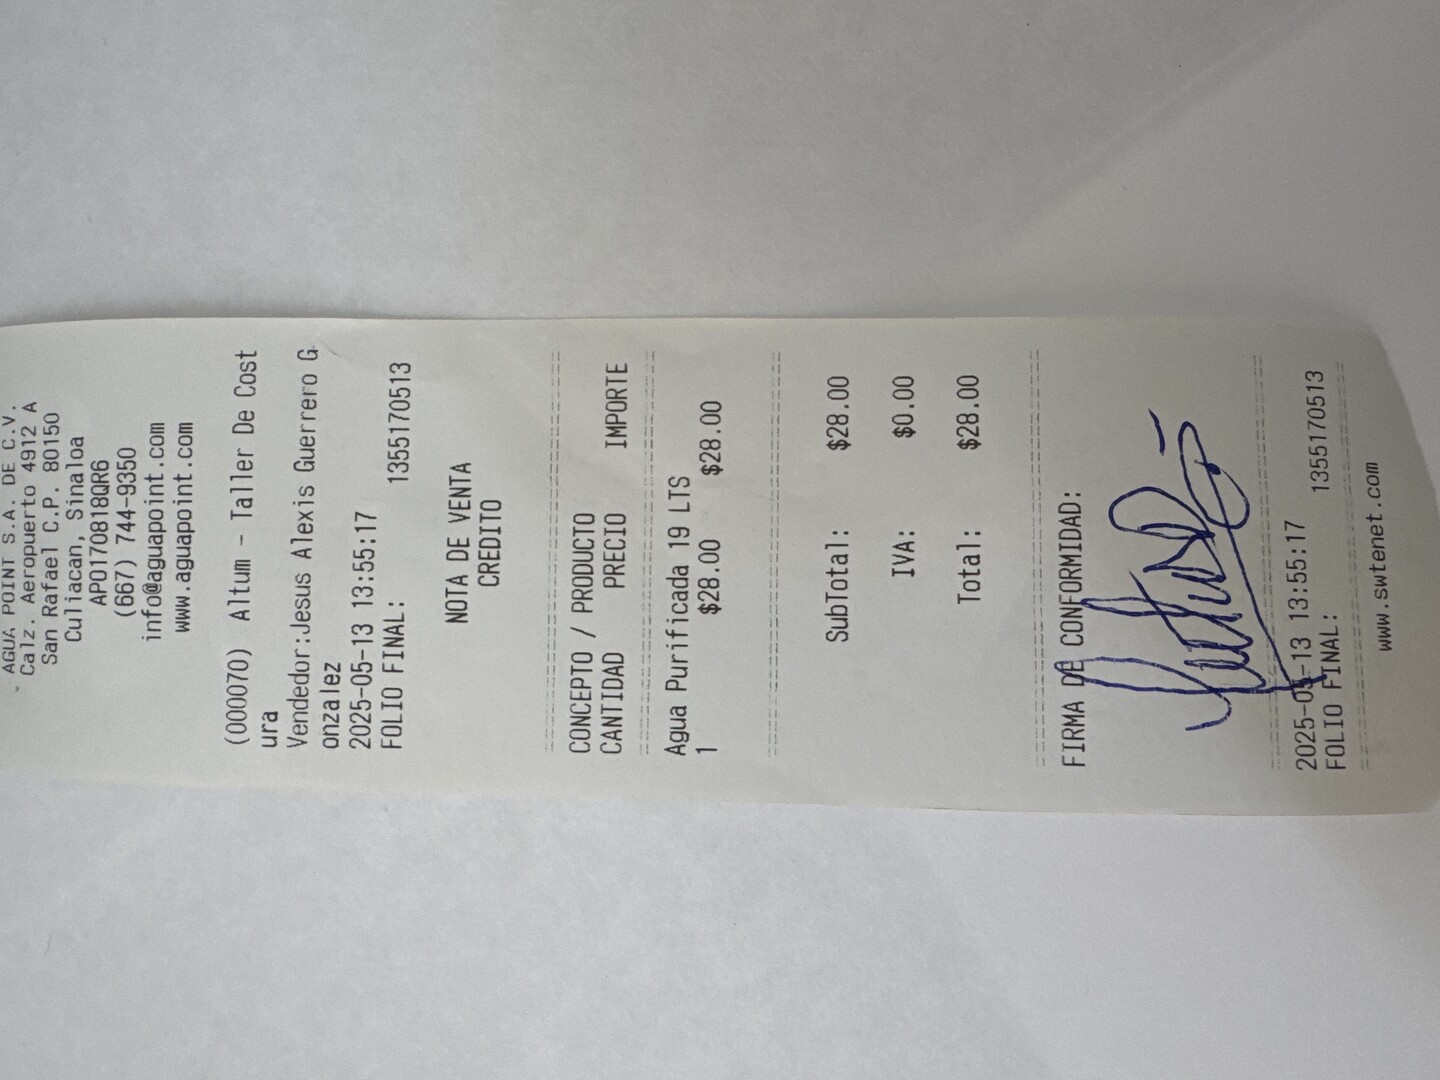 AGUA POINT S.A. DE C.V.
Calz. Aeropuerto 4912 A
San Rafael C.P. 80150
Culiacan, Sinaloa
APO170818QR6
(667) 744-9350
info@aguapoint.com
www.aguapoint.com
(000070) Altum - Taller De Cost
ura
Vendedor:Jesus Alexis Guerrero G
onzalez
2025-05-13 13:55:17
FOLIO FINAL: 1355170513
NOTA DE VENTA
CREDITO
CONCEPTO / PRODUCTO
CANTIDAD PRECIO IMPORTE
Agua Purificada 19 LTS
1 $28.00 $28.00
SubTotal: $28.00
IVA: $0.00
Total: $28.00
FIRMA DE CONFORMIDAD:
2025-05-13 13:55:17
FOLIO FINAL: 1355170513
www.swtenet.com